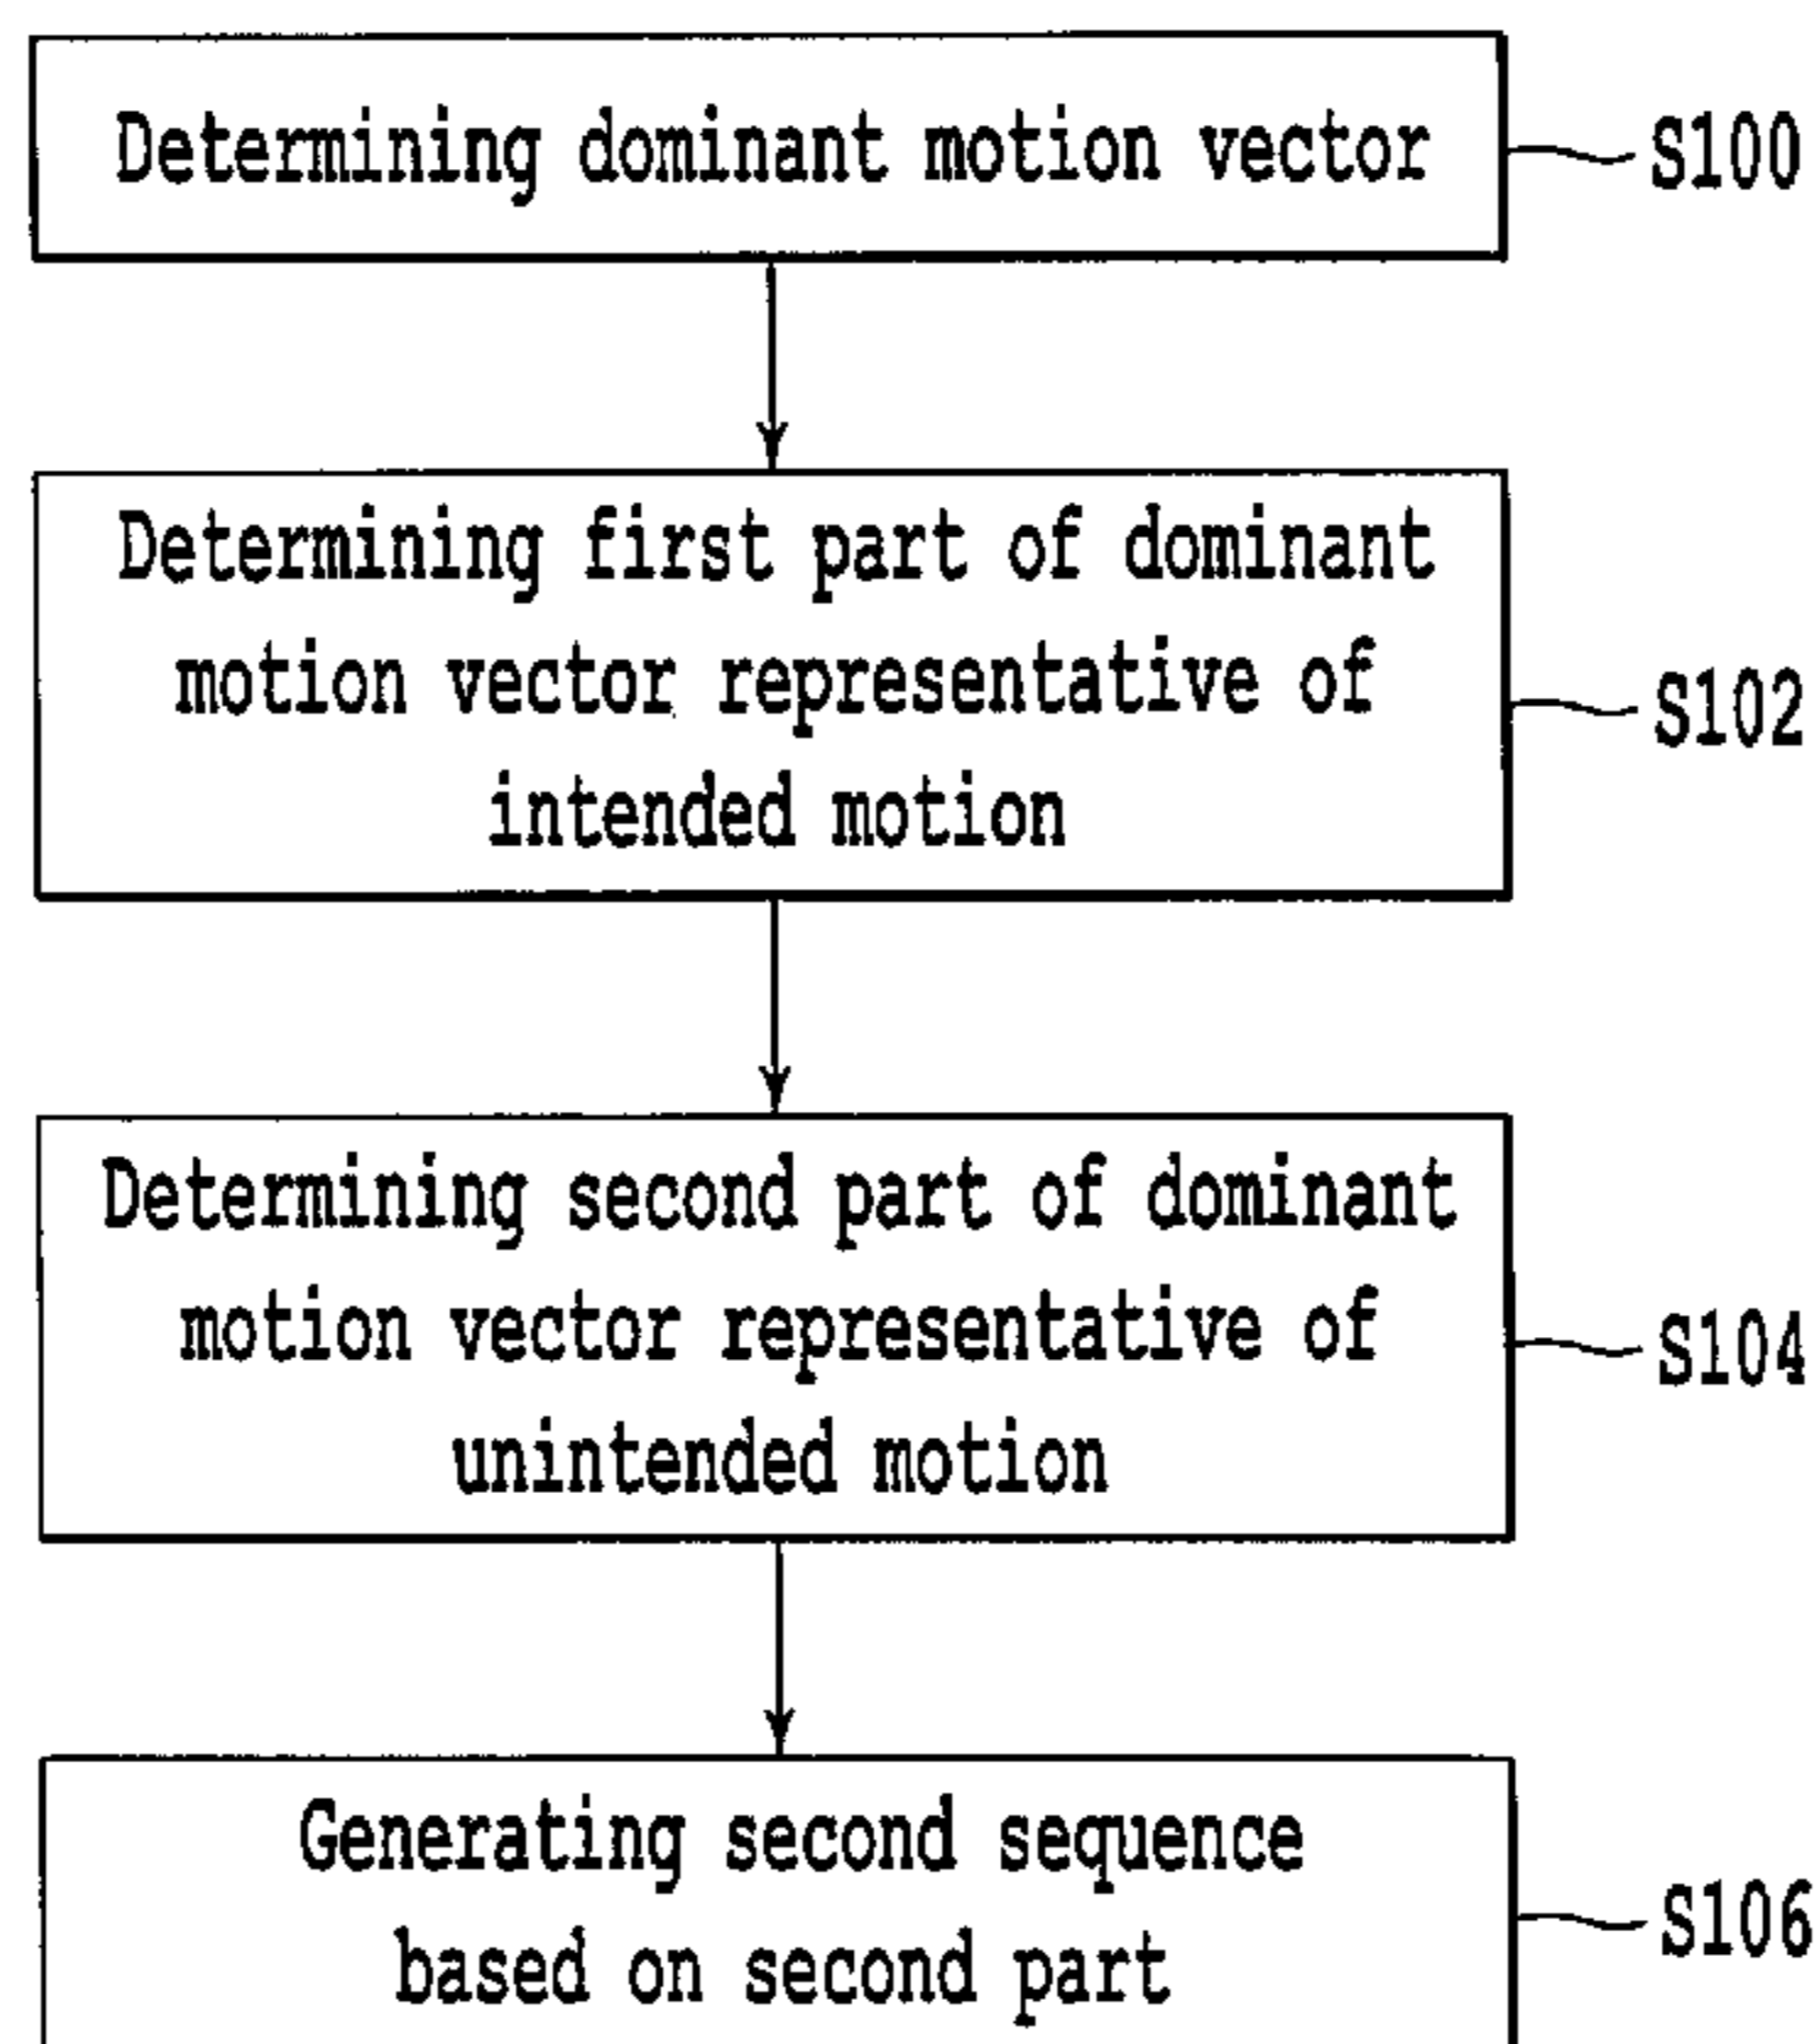 Determining dominant motion vector
S100
Determining first part of dominant
motion vector representative of
intended motion
S102
Determining second part of dominant
motion vector representative of
unintended motion
S104
Generating second sequence
based on second part
S106